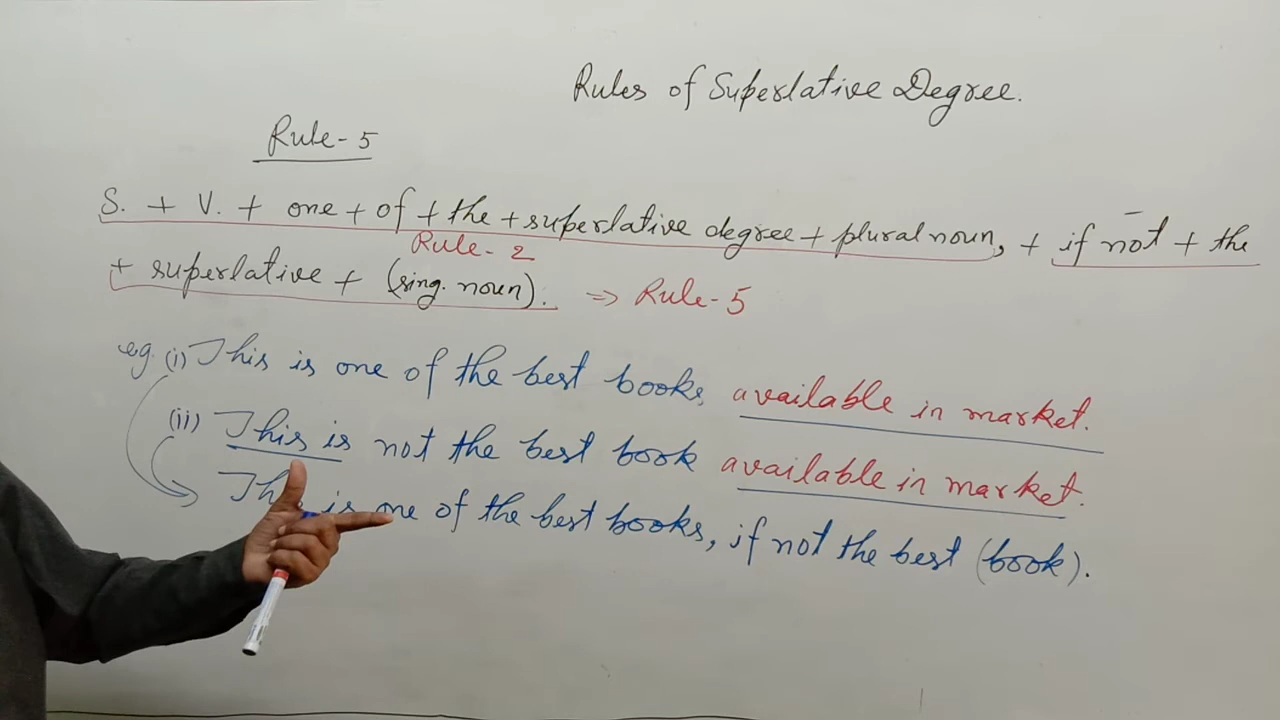 Rules of Superlative Degree.
Rule-5
S. + V. + one + of + the + superlative degree + plural noun, + if not + the
Rule-2
+ superlative + (sing. noun). ⇒ Rule-5
eg. (i) This is one of the best books, available in market.
(ii) This is not the best book available in market.
is one of the best books, if not the best (book).